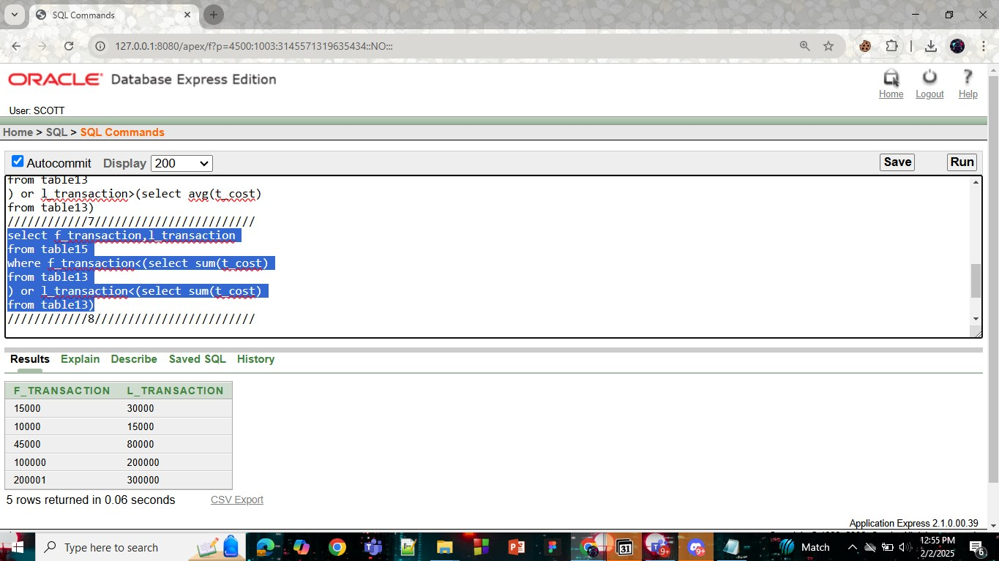 SQL Commands
127.0.0.1:8080/apex/f?p=4500:1003:3145571319635434::NO:::
ORACLE Database Express Edition
Home Logout Help
User: SCOTT
Home > SQL > SQL Commands
Autocommit Display 200 Save Run
from table13
) or l_transaction>(select avg(t_cost)
from table13)
////////////7////////////////////////
select f_transaction,l_transaction
from table15
where f_transaction<(select sum(t_cost)
from table13
) or l_transaction<(select sum(t_cost)
from table13)
////////////8////////////////////////
Results Explain Describe Saved SQL History
F_TRANSACTION L_TRANSACTION
15000 30000
10000 15000
45000 80000
100000 200000
200001 300000
5 rows returned in 0.06 seconds CSV Export
Application Express 2.1.0.00.39
Type here to search
31
9+
9+
Match
12:55 PM
2/2/2025
6